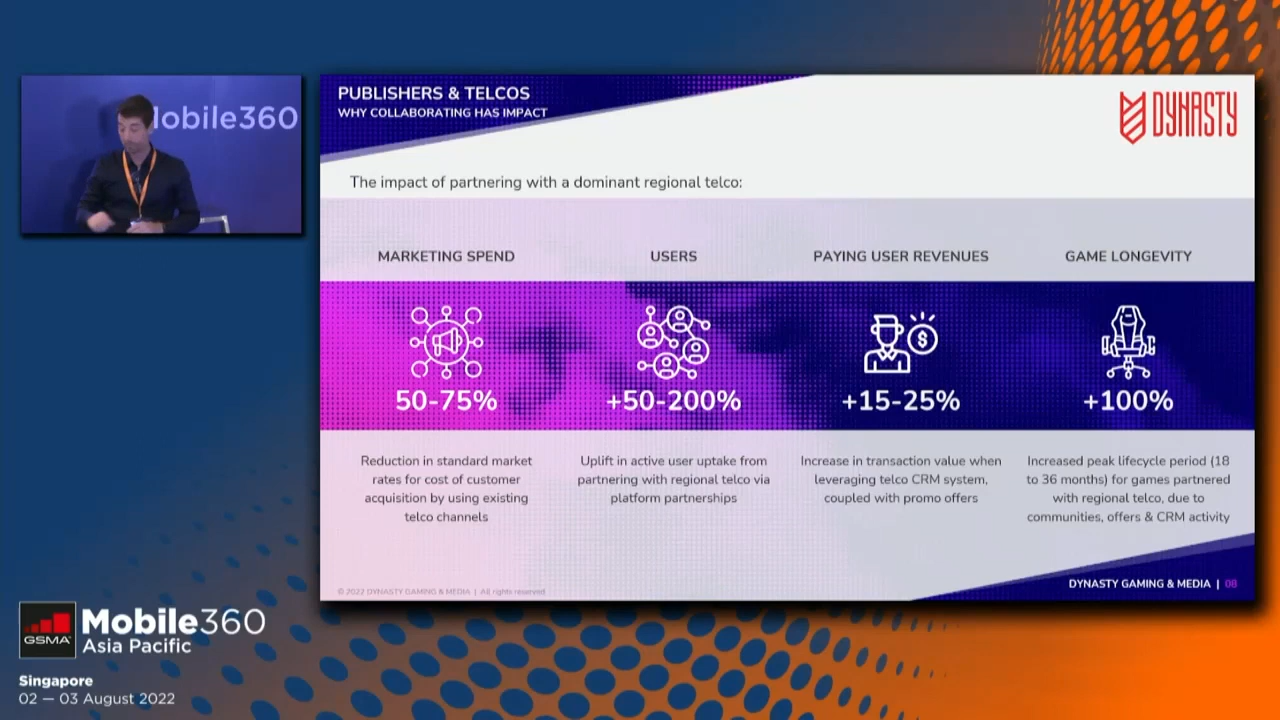 Mobile360
PUBLISHERS & TELCOS
WHY COLLABORATING HAS IMPACT
DYNASTY
The impact of partnering with a dominant regional telco:
MARKETING SPEND
USERS
PAYING USER REVENUES
GAME LONGEVITY
50-75%
+50-200%
+15-25%
+100%
Reduction in standard market
rates for cost of customer
acquisition by using existing
telco channels
Uplift in active user uptake from
partnering with regional telco via
platform partnerships
Increase in transaction value when
leveraging telco CRM system,
coupled with promo offers
Increased peak lifecycle period (18
to 36 months) for games partnered
with regional telco, due to
communities, offers & CRM activity
© 2022 DYNASTY GAMING & MEDIA | All rights reserved
DYNASTY GAMING & MEDIA | 08
GSMA
Mobile360
Asia Pacific
Singapore
02 — 03 August 2022